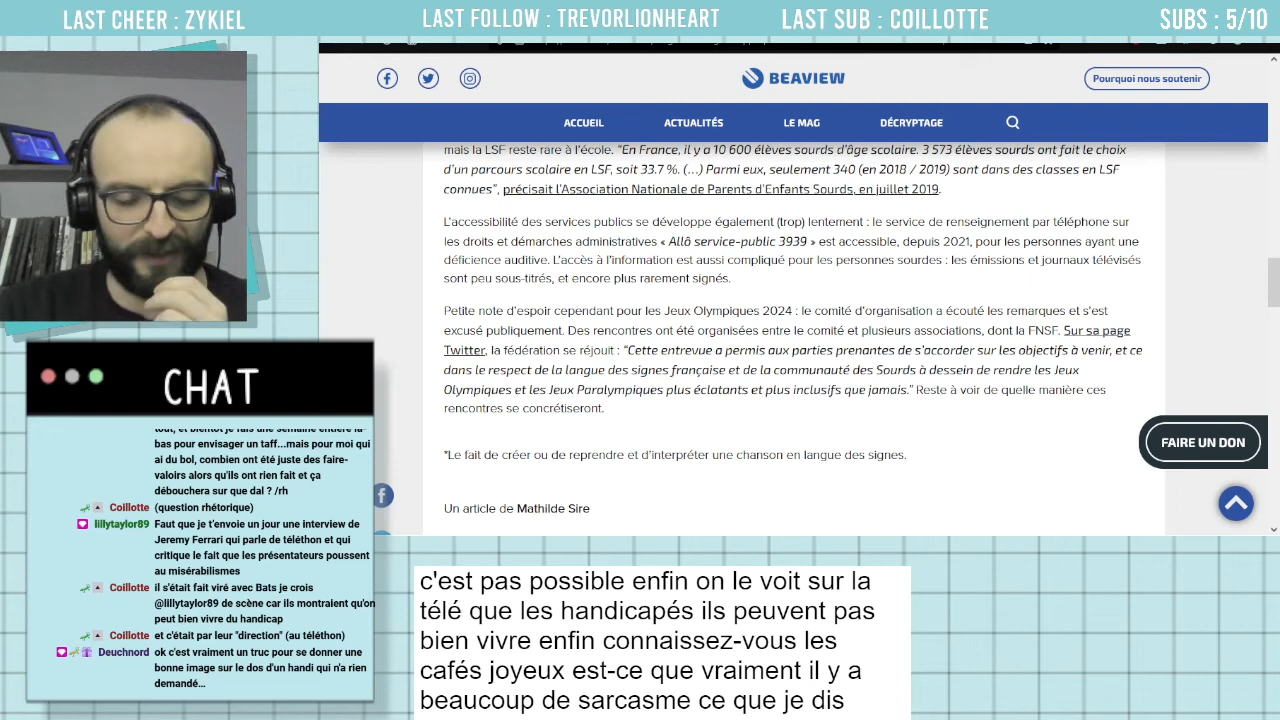 LAST CHEER : ZYKIEL
LAST FOLLOW : TREVORLIONHEART
LAST SUB : COILLOTTE
SUBS : 5/10
BEAVIEW
Pourquoi nous soutenir
ACCUEIL
ACTUALITÉS
LE MAG
DÉCRYPTAGE
mais la LSF reste rare à l'école. "En France, il y a 10 600 élèves sourds d'âge scolaire. 3 573 élèves sourds ont fait le choix
d'un parcours scolaire en LSF, soit 33.7 %. (…) Parmi eux, seulement 340 (en 2018 / 2019) sont dans des classes en LSF
connues", précisait l'Association Nationale de Parents d'Enfants Sourds, en juillet 2019.
L'accessibilité des services publics se développe également (trop) lentement : le service de renseignement par téléphone sur
les droits et démarches administratives « Allô service-public 3939 » est accessible, depuis 2021, pour les personnes ayant une
déficience auditive. L'accès à l'information est aussi compliqué pour les personnes sourdes : les émissions et journaux télévisés
sont peu sous-titrés, et encore plus rarement signés.
Petite note d'espoir cependant pour les Jeux Olympiques 2024 : le comité d'organisation a écouté les remarques et s'est
excusé publiquement. Des rencontres ont été organisées entre le comité et plusieurs associations, dont la FNSF. Sur sa page
Twitter, la fédération se réjouit : "Cette entrevue a permis aux parties prenantes de s'accorder sur les objectifs à venir, et ce
dans le respect de la langue des signes française et de la communauté des Sourds à dessein de rendre les Jeux
Olympiques et les Jeux Paralympiques plus éclatants et plus inclusifs que jamais." Reste à voir de quelle manière ces
rencontres se concrétiseront.
*Le fait de créer ou de reprendre et d'interpréter une chanson en langue des signes.
Un article de Mathilde Sire
FAIRE UN DON
CHAT
tout, et bientôt je fais une semaine entière là-
bas pour envisager un taff...mais pour moi qui
ai du bol, combien ont été juste des faire-
valoirs alors qu'ils ont rien fait et ça
débouchera sur que dal ? /rh
Coillotte (question rhétorique)
lillytaylor89 Faut que je t'envoie un jour une interview de
Jeremy Ferrari qui parle de téléthon et qui
critique le fait que les présentateurs poussent
au misérabilismes
Coillotte il s'était fait viré avec Bats je crois
@lillytaylor89 de scène car ils montraient qu'on
peut bien vivre du handicap
Coillotte et c'était par leur "direction" (au téléthon)
Deuchnord ok c'est vraiment un truc pour se donner une
bonne image sur le dos d'un handi qui n'a rien
demandé…
c'est pas possible enfin on le voit sur la
télé que les handicapés ils peuvent pas
bien vivre enfin connaissez-vous les
cafés joyeux est-ce que vraiment il y a
beaucoup de sarcasme ce que je dis